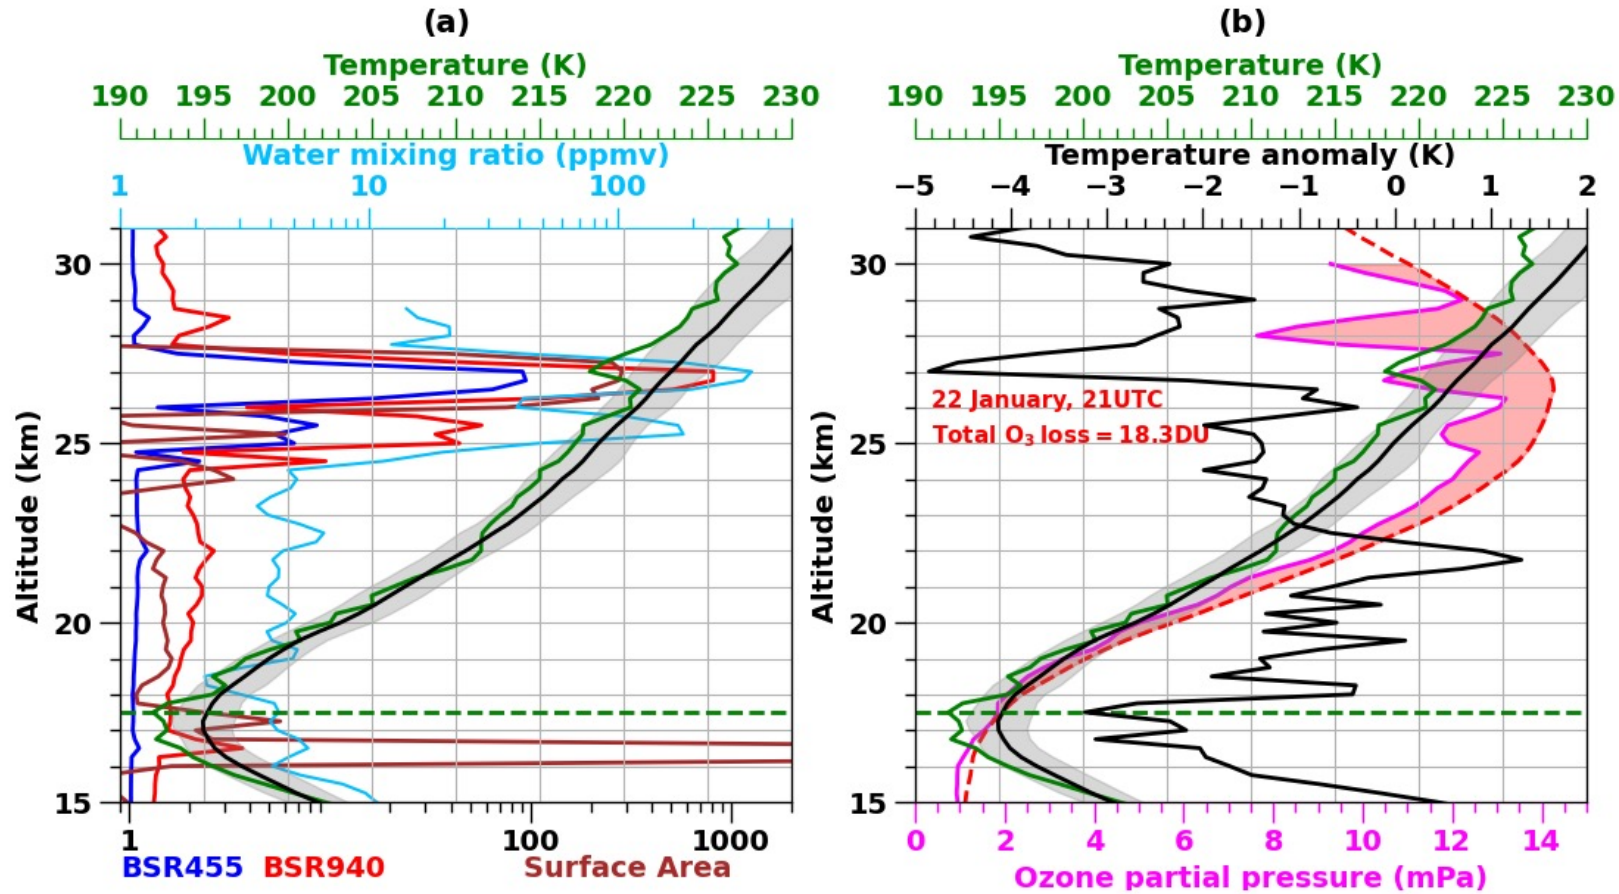 (a)
Temperature (K)
190 195 200 205 210 215 220 225 230
Water mixing ratio (ppmv)
1 10 100
Altitude (km)
30
25
20
15
1 100 1000
BSR455 BSR940 Surface Area
(b)
Temperature (K)
190 195 200 205 210 215 220 225 230
Temperature anomaly (K)
−5 −4 −3 −2 −1 0 1 2
Altitude (km)
30
25
20
15
22 January, 21UTC
Total O₃ loss = 18.3DU
0 2 4 6 8 10 12 14
Ozone partial pressure (mPa)